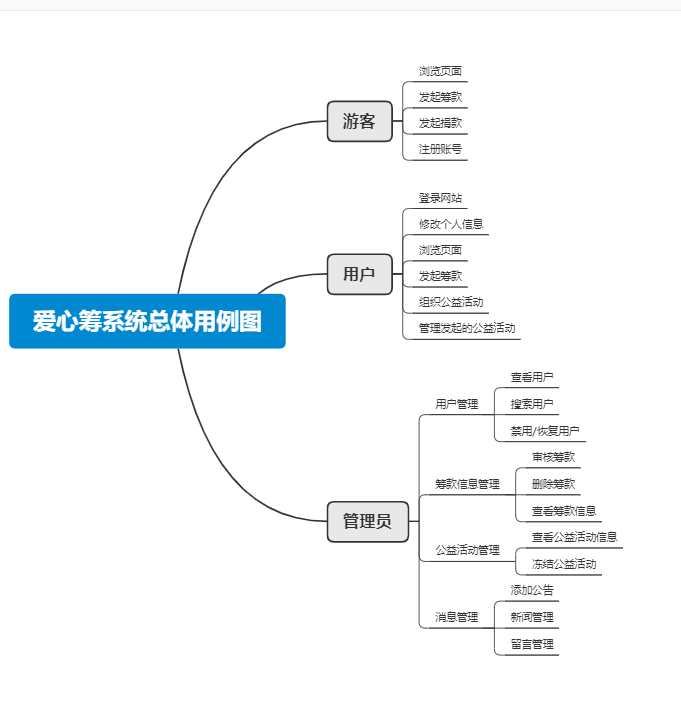 爱心筹系统总体用例图
游客
浏览页面
发起筹款
发起捐款
注册账号
用户
登录网站
修改个人信息
浏览页面
发起筹款
组织公益活动
管理发起的公益活动
管理员
用户管理
查看用户
搜索用户
禁用/恢复用户
筹款信息管理
审核筹款
删除筹款
查看筹款信息
公益活动管理
查看公益活动信息
冻结公益活动
消息管理
添加公告
新闻管理
留言管理